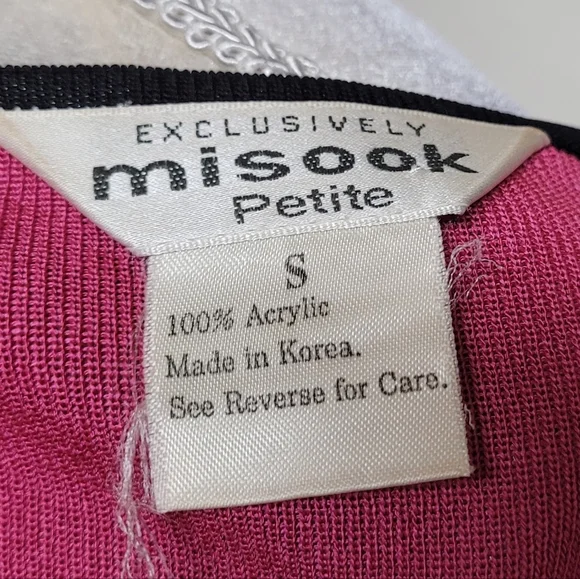 EXCLUSIVELY
misook
Petite
S
100% Acrylic
Made in Korea.
See Reverse for Care.